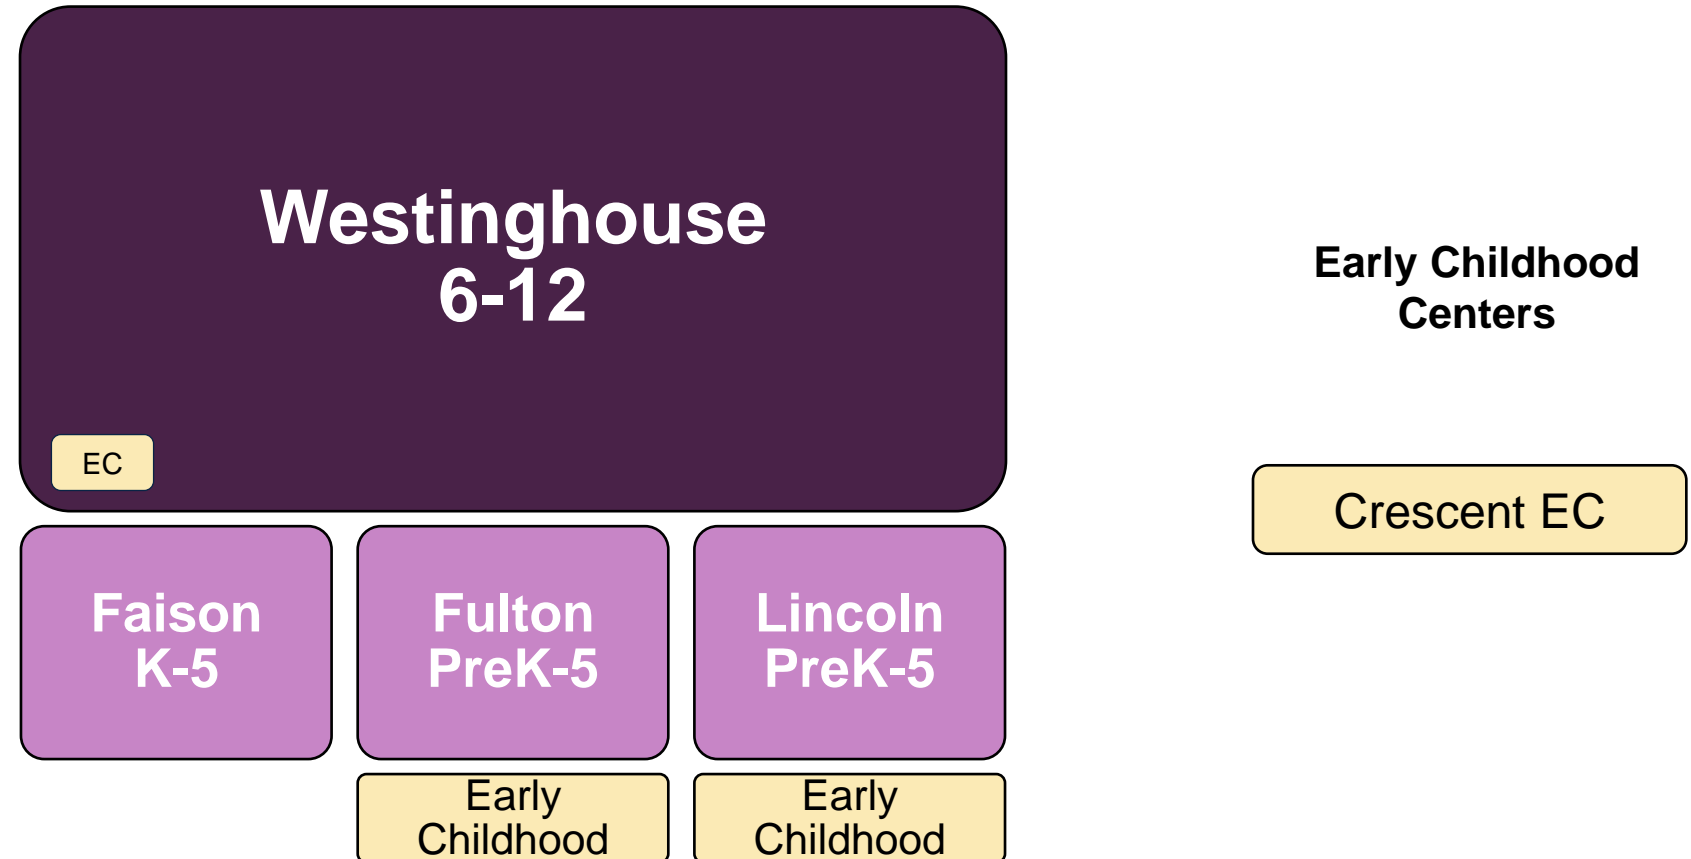 Westinghouse
6-12
EC
Faison
K-5
Fulton
PreK-5
Lincoln
PreK-5
Early
Childhood
Early
Childhood
Early Childhood
Centers
Crescent EC